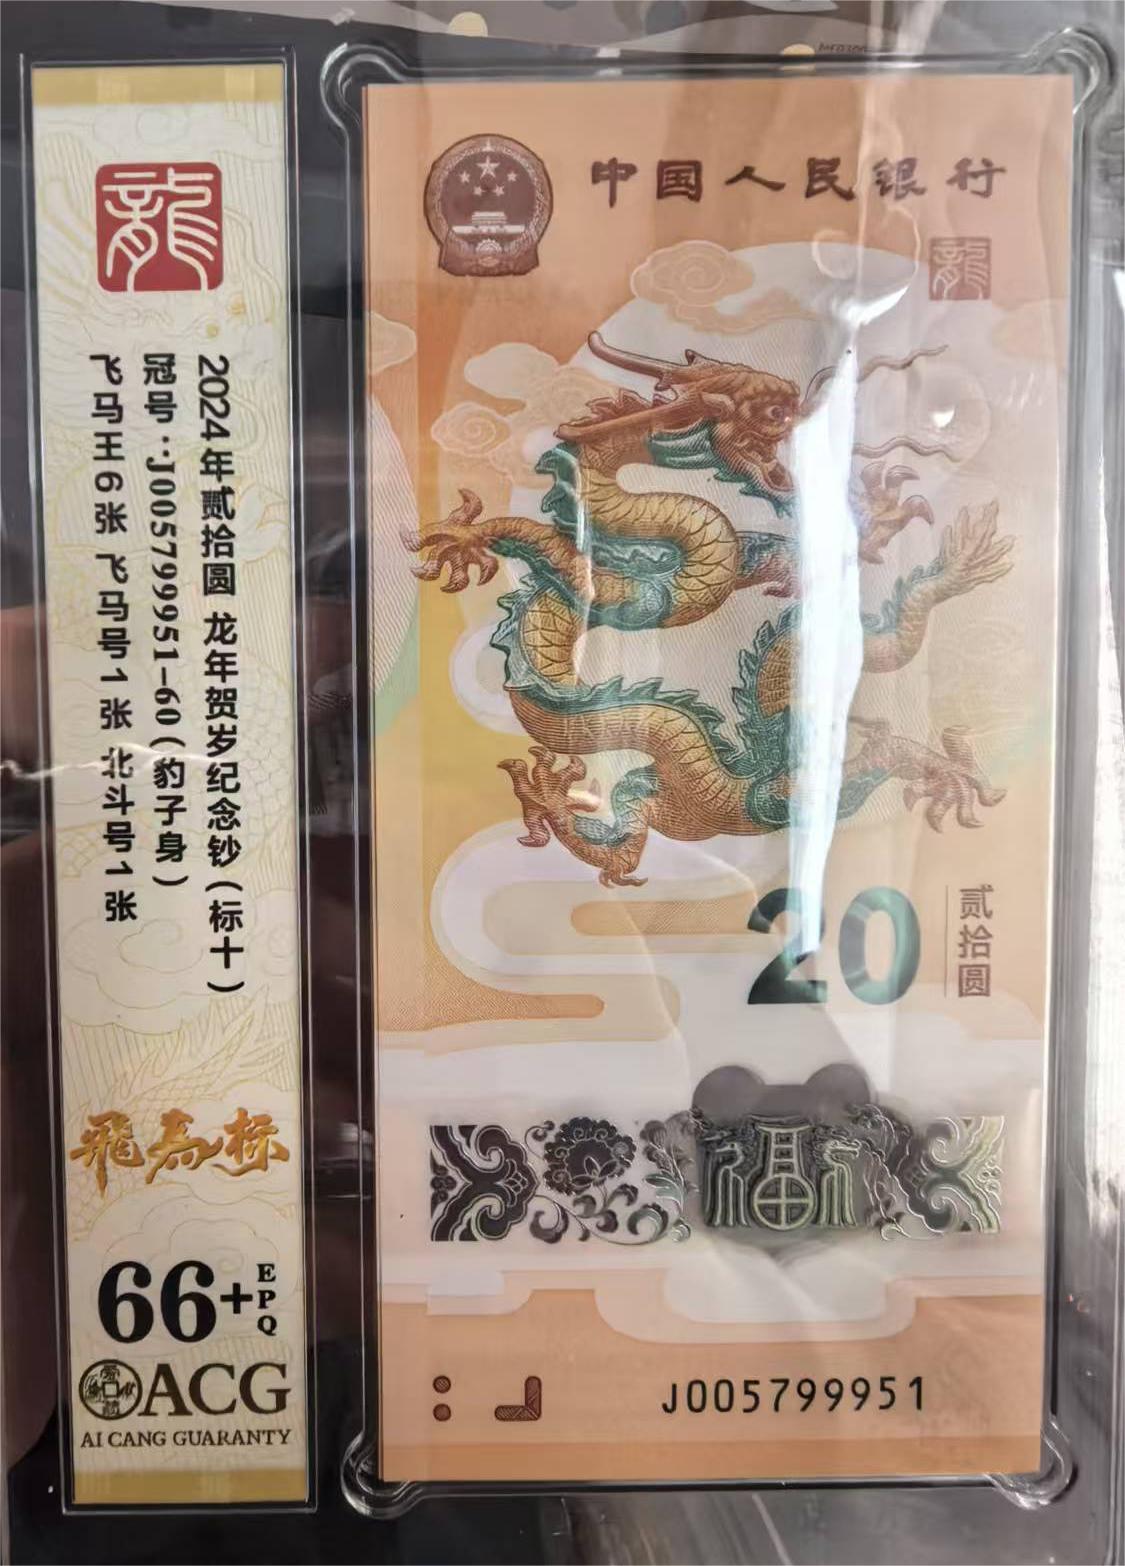 龍
2024年贰拾圆 龙年贺岁纪念钞(标十)
冠号:J005799951-60(豹子身)
飞马王6张 飞马号1张 北斗号1张
飛馬标
66+
EPQ
ACG
AI CANG GUARANTY
中国人民银行
龍
20
贰拾圆
福
J005799951